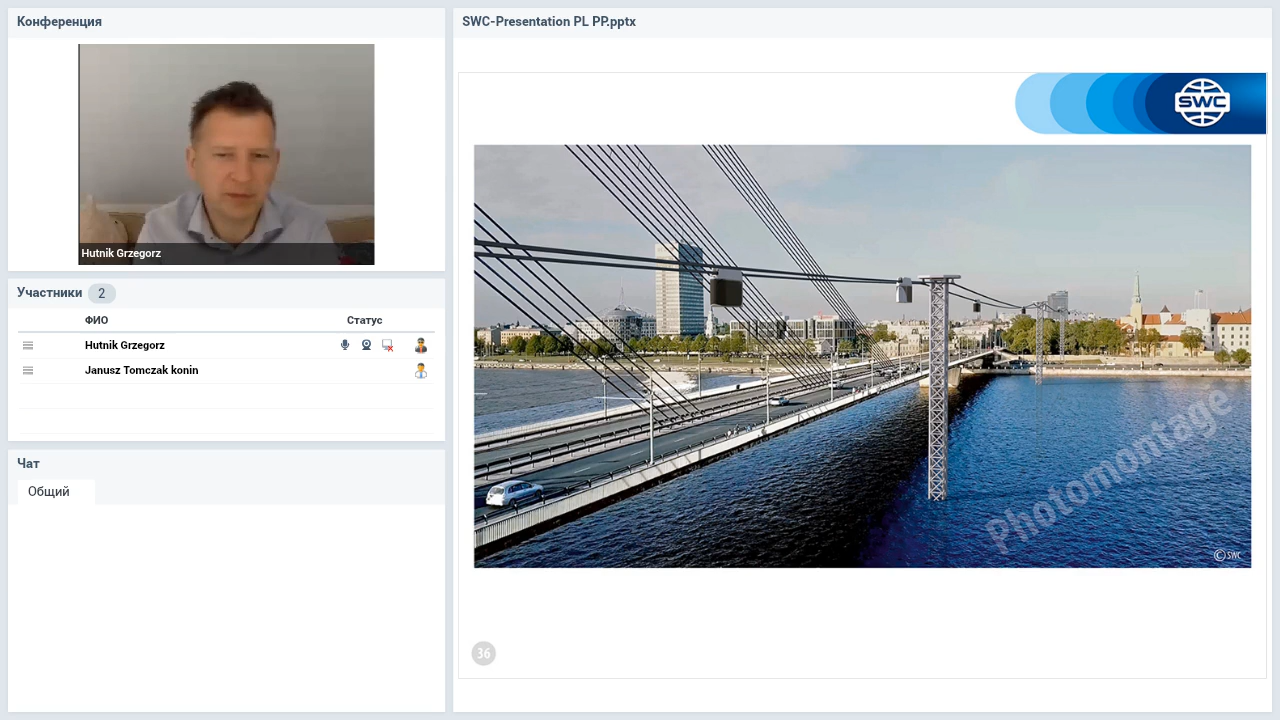 Конференция
Hutnik Grzegorz
Участники 2
ФИО Статус
Hutnik Grzegorz
Janusz Tomczak konin
Чат
Общий
SWC-Presentation PL PP.pptx
SWC
Photomontage
© SWC
36